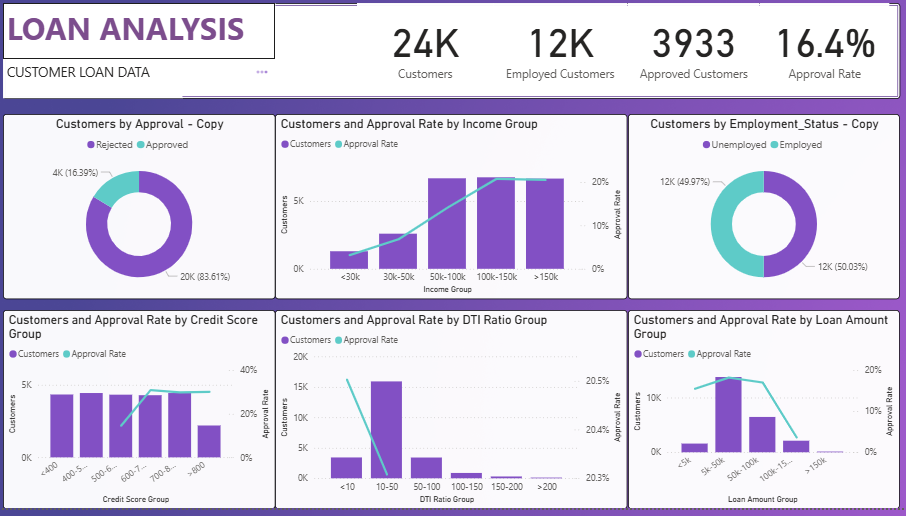 LOAN ANALYSIS
CUSTOMER LOAN DATA
24K
Customers
12K
Employed Customers
3933
Approved Customers
16.4%
Approval Rate
Customers by Approval - Copy
Rejected Approved
4K (16.39%)
20K (83.61%)
Customers and Approval Rate by Income Group
Customers Approval Rate
Customers
5K
0K
20%
10%
0%
Approval Rate
<30k 30k-50k 50k-100k 100k-150k >150k
Income Group
Customers by Employment_Status - Copy
Unemployed Employed
12K (49.97%)
12K (50.03%)
Customers and Approval Rate by Credit Score
Group
Customers Approval Rate
Customers
5K
0K
40%
20%
0%
Approval Rate
<400 400-5... 500-6... 600-7... 700-8... >800
Credit Score Group
Customers and Approval Rate by DTI Ratio Group
Customers Approval Rate
Customers
20K
15K
10K
5K
0K
20.5%
20.4%
20.3%
Approval Rate
<10 10-50 50-100 100-150 150-200 >200
DTI Ratio Group
Customers and Approval Rate by Loan Amount
Group
Customers Approval Rate
Customers
10K
0K
20%
10%
0%
Approval Rate
<5k 5k-50k 50k-100k 100k-15... >150k
Loan Amount Group